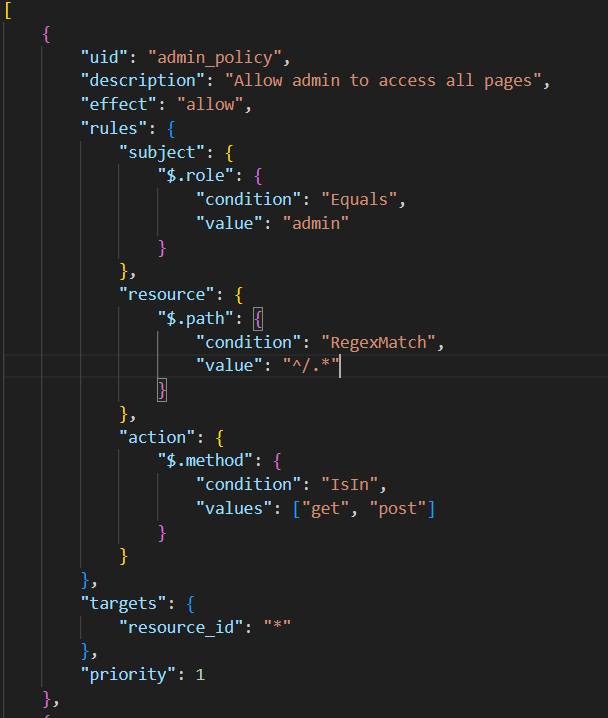 [
    {
        "uid": "admin_policy",
        "description": "Allow admin to access all pages",
        "effect": "allow",
        "rules": {
            "subject": {
                "$.role": {
                    "condition": "Equals",
                    "value": "admin"
                }
            },
            "resource": {
                "$.path": {
                    "condition": "RegexMatch",
                    "value": "^/.*"
                }
            },
            "action": {
                "$.method": {
                    "condition": "IsIn",
                    "values": ["get", "post"]
                }
            }
        },
        "targets": {
            "resource_id": "*"
        },
        "priority": 1
    },